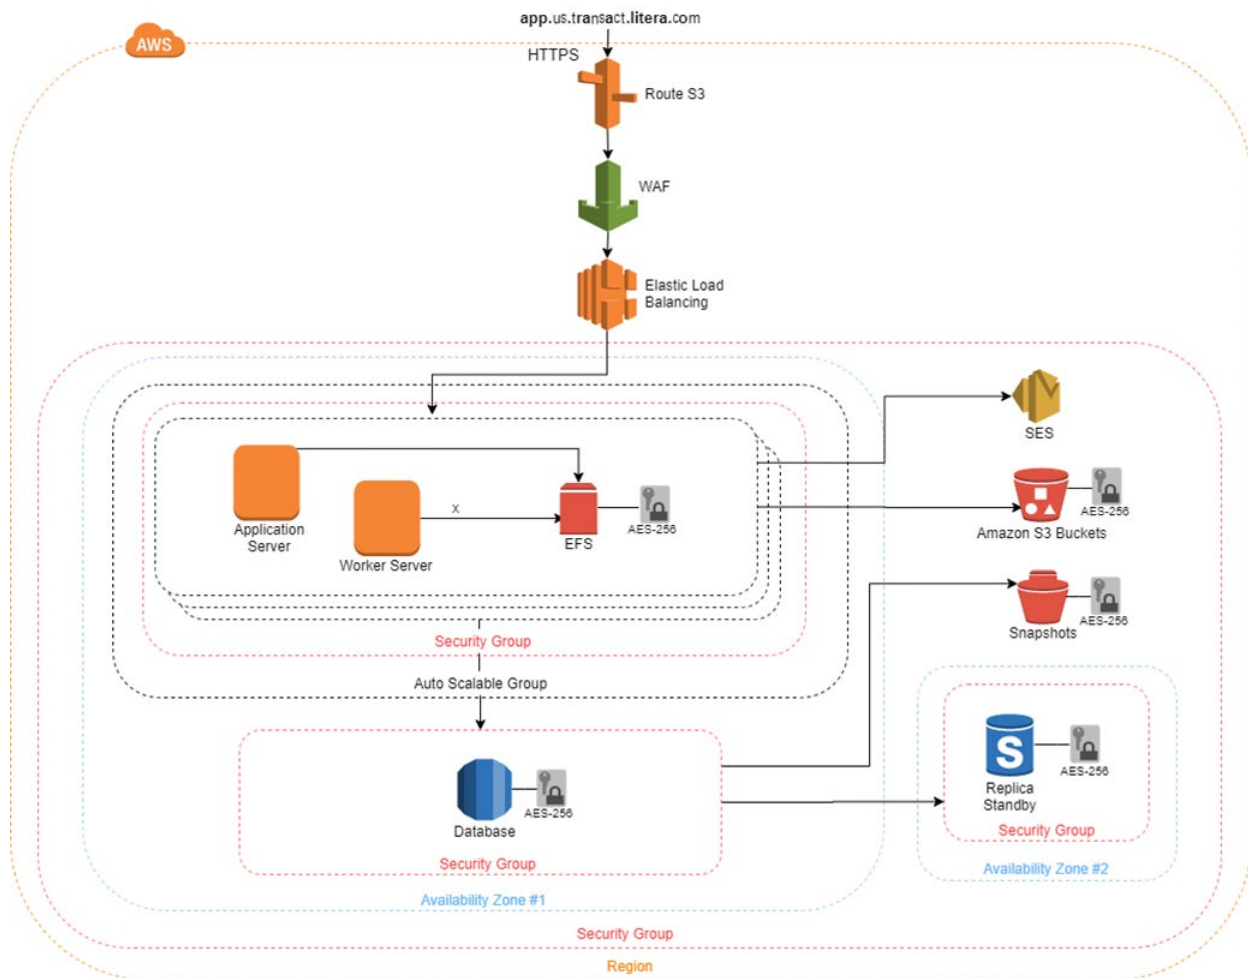 app.us.transact.litera.com
AWS
HTTPS
Route S3
WAF
Elastic Load
Balancing
SES
Application
Server
X
Worker Server
EFS
AES-256
Amazon S3 Buckets
AES-256
Snapshots
AES-256
Security Group
Auto Scalable Group
Database
AES-256
Security Group
Availability Zone #1
Replica
Standby
AES-256
Security Group
Availability Zone #2
Security Group
Region